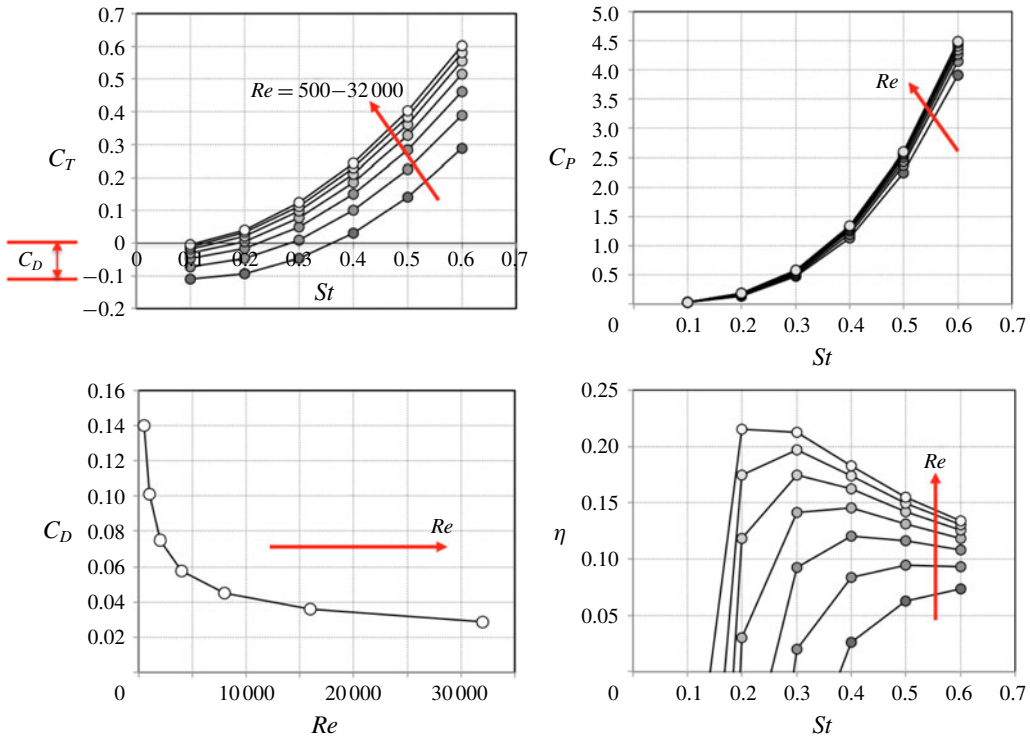 0.7
0.6
0.5
0.4
0.3
0.2
0.1
0
−0.1
−0.2
C_T
C_D
Re = 500−32 000
0.1 0.2 0.3 0.4 0.5 0.6 0.7
St
5.0
4.5
4.0
3.5
3.0
2.5
2.0
1.5
1.0
0.5
C_P
Re
0 0.1 0.2 0.3 0.4 0.5 0.6 0.7
St
0.16
0.14
0.12
0.10
0.08
0.06
0.04
0.02
C_D
Re
0 10 000 20 000 30 000
Re
0.25
0.20
0.15
0.10
0.05
η
Re
0 0.1 0.2 0.3 0.4 0.5 0.6 0.7
St